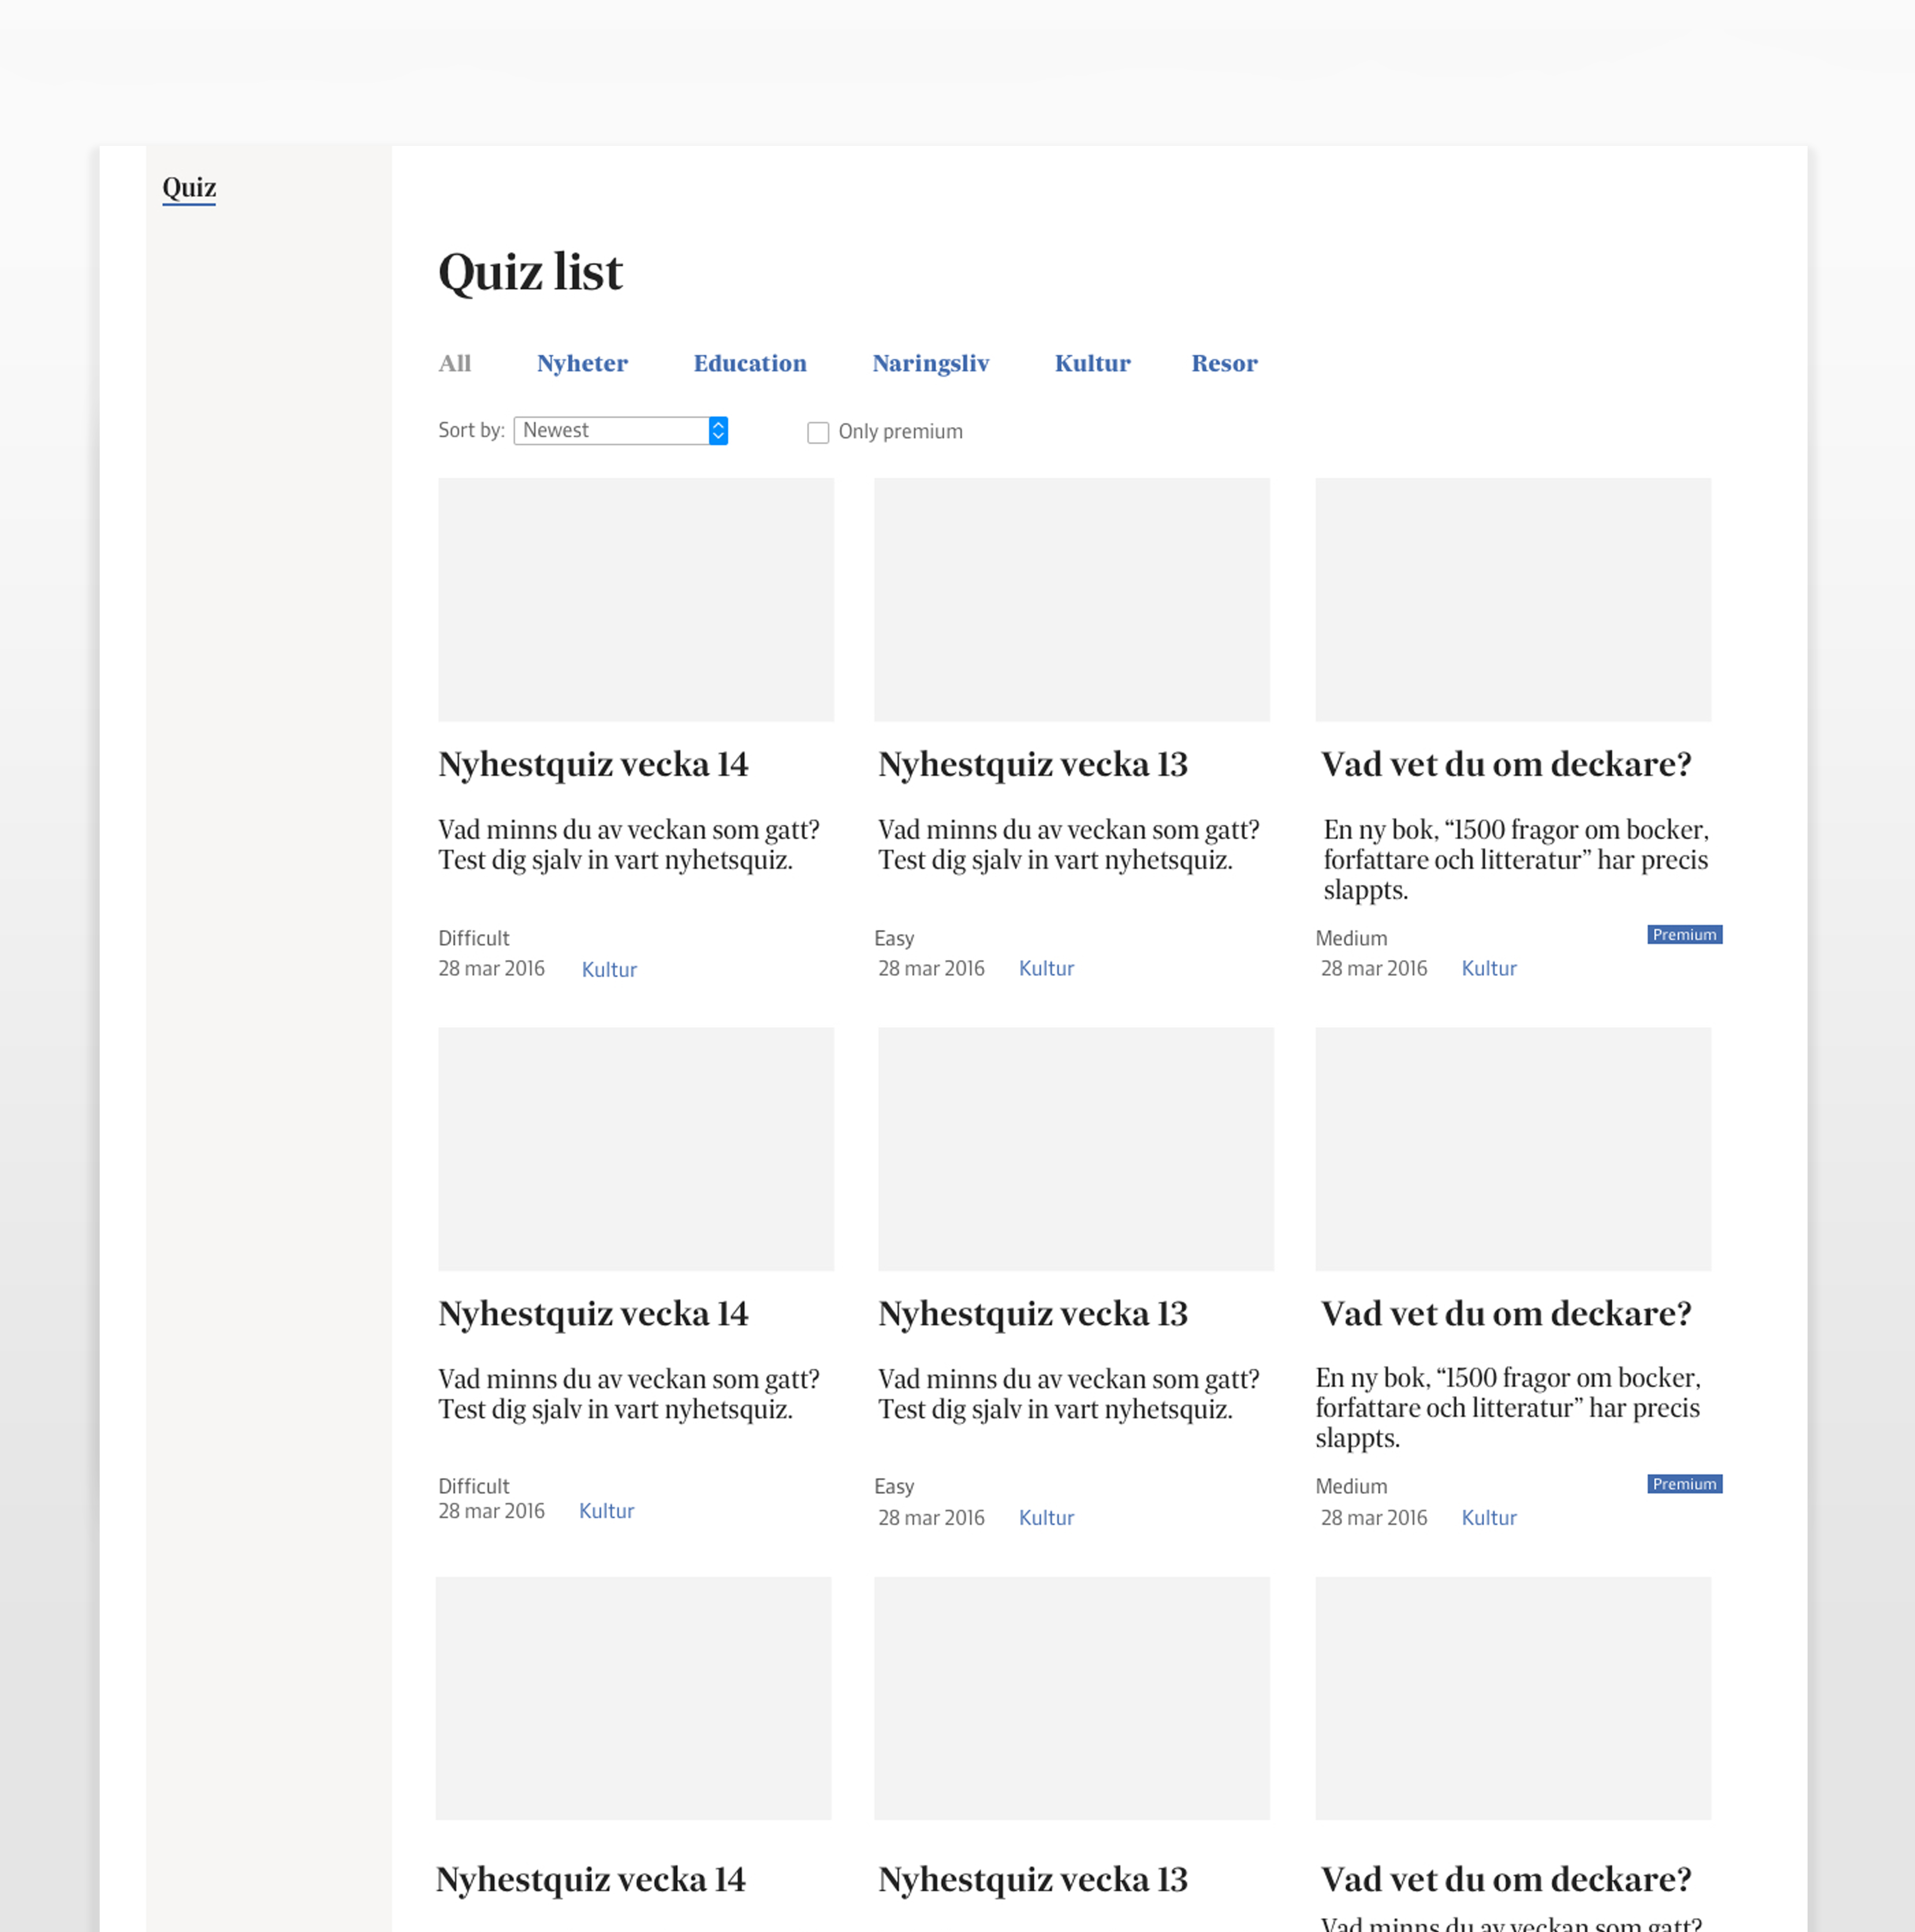 Quiz
Quiz list
All Nyheter Education Naringsliv Kultur Resor
Sort by: Newest Only premium
Nyhestquiz vecka 14
Vad minns du av veckan som gatt?
Test dig sjalv in vart nyhetsquiz.
Difficult
28 mar 2016 Kultur
Nyhestquiz vecka 13
Vad minns du av veckan som gatt?
Test dig sjalv in vart nyhetsquiz.
Easy
28 mar 2016 Kultur
Vad vet du om deckare?
En ny bok, “1500 fragor om bocker,
forfattare och litteratur” har precis
slappts.
Medium Premium
28 mar 2016 Kultur
Nyhestquiz vecka 14
Vad minns du av veckan som gatt?
Test dig sjalv in vart nyhetsquiz.
Difficult
28 mar 2016 Kultur
Nyhestquiz vecka 13
Vad minns du av veckan som gatt?
Test dig sjalv in vart nyhetsquiz.
Easy
28 mar 2016 Kultur
Vad vet du om deckare?
En ny bok, “1500 fragor om bocker,
forfattare och litteratur” har precis
slappts.
Medium Premium
28 mar 2016 Kultur
Nyhestquiz vecka 14
Nyhestquiz vecka 13
Vad vet du om deckare?
Vad minns du av veckan som gatt?